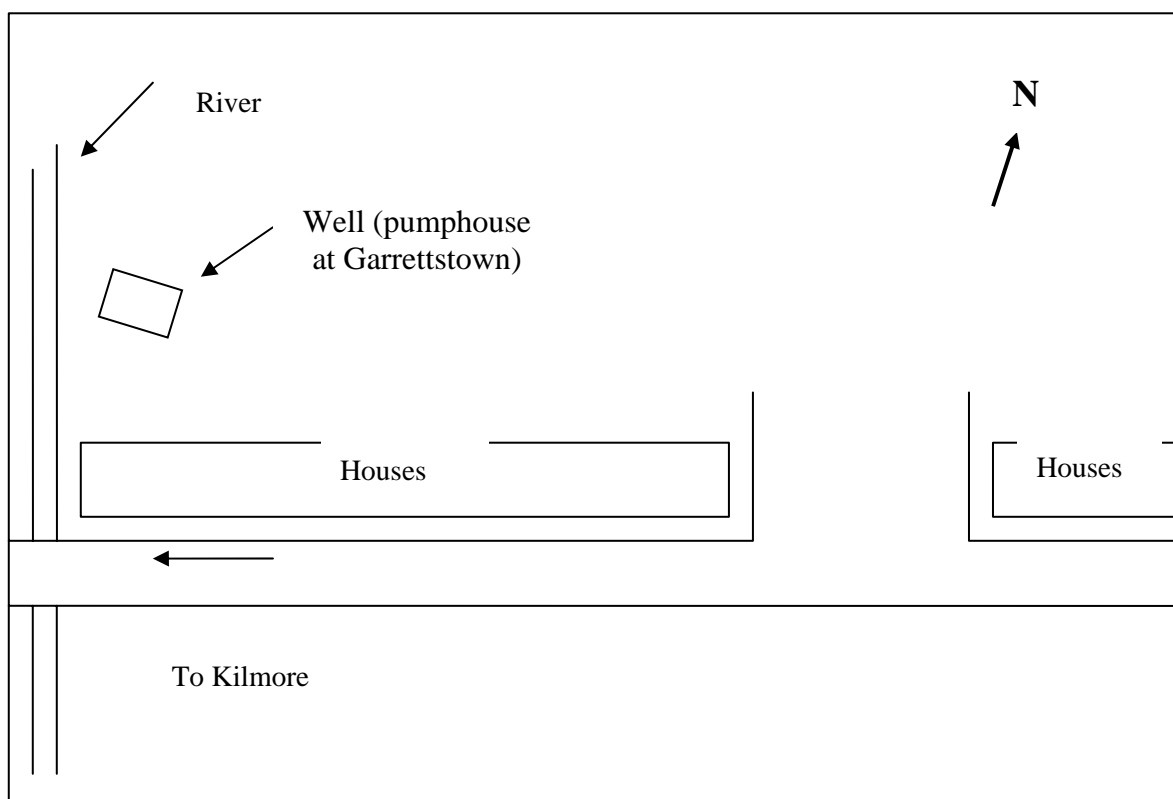 River
N
Well (pumphouse
at Garrettstown)
Houses
Houses
To Kilmore